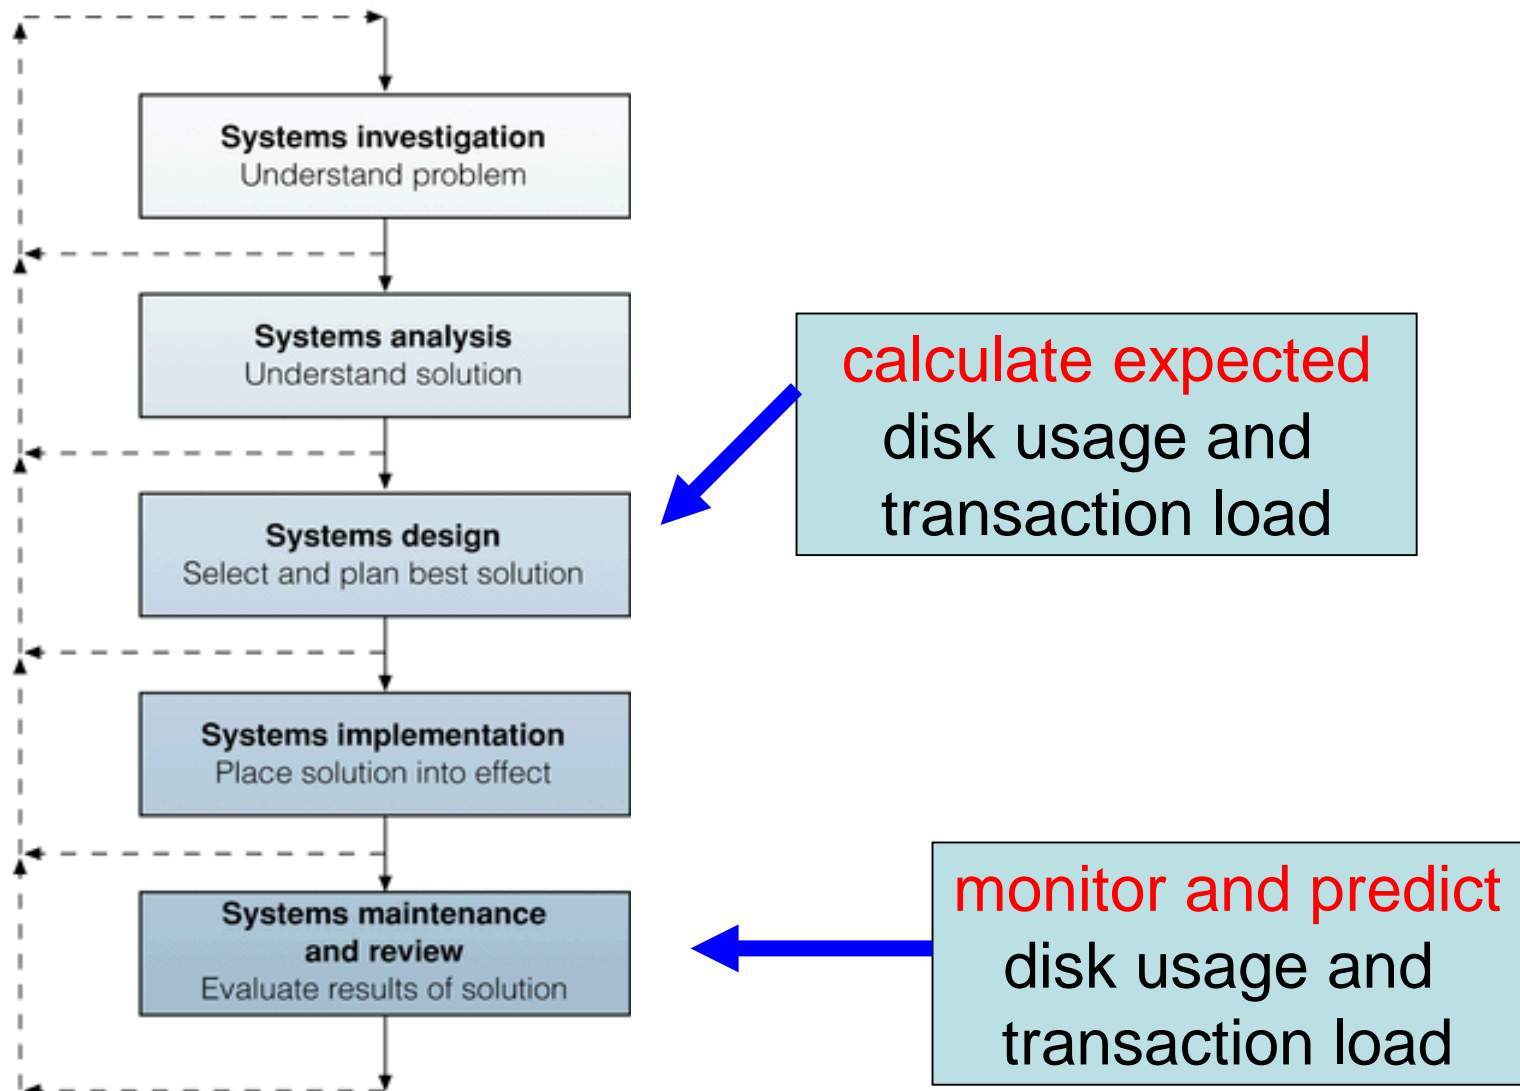 Systems investigation
Understand problem
Systems analysis
Understand solution
calculate expected
disk usage and
transaction load
Systems design
Select and plan best solution
Systems implementation
Place solution into effect
Systems maintenance
and review
Evaluate results of solution
monitor and predict
disk usage and
transaction load